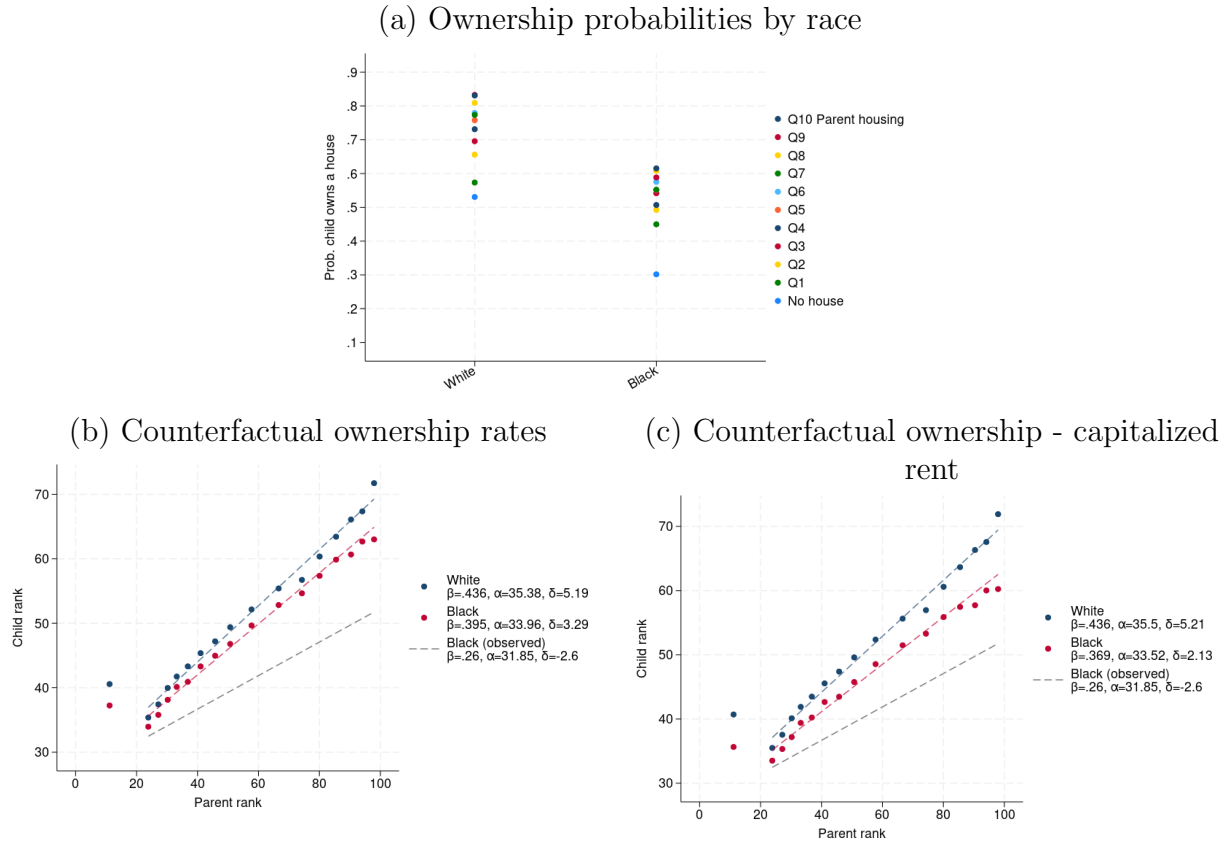 (a) Ownership probabilities by race
.9
.8
.7
.6
.5
.4
.3
.2
.1
Prob. child owns a house
White
Black
Q10 Parent housing
Q9
Q8
Q7
Q6
Q5
Q4
Q3
Q2
Q1
No house
(b) Counterfactual ownership rates
70
60
50
40
30
Child rank
0 20 40 60 80 100
Parent rank
White
β=.436, α=35.38, δ=5.19
Black
β=.395, α=33.96, δ=3.29
Black (observed)
β=.26, α=31.85, δ=-2.6
(c) Counterfactual ownership - capitalized
rent
70
60
50
40
30
Child rank
0 20 40 60 80 100
Parent rank
White
β=.436, α=35.5, δ=5.21
Black
β=.369, α=33.52, δ=2.13
Black (observed)
β=.26, α=31.85, δ=-2.6